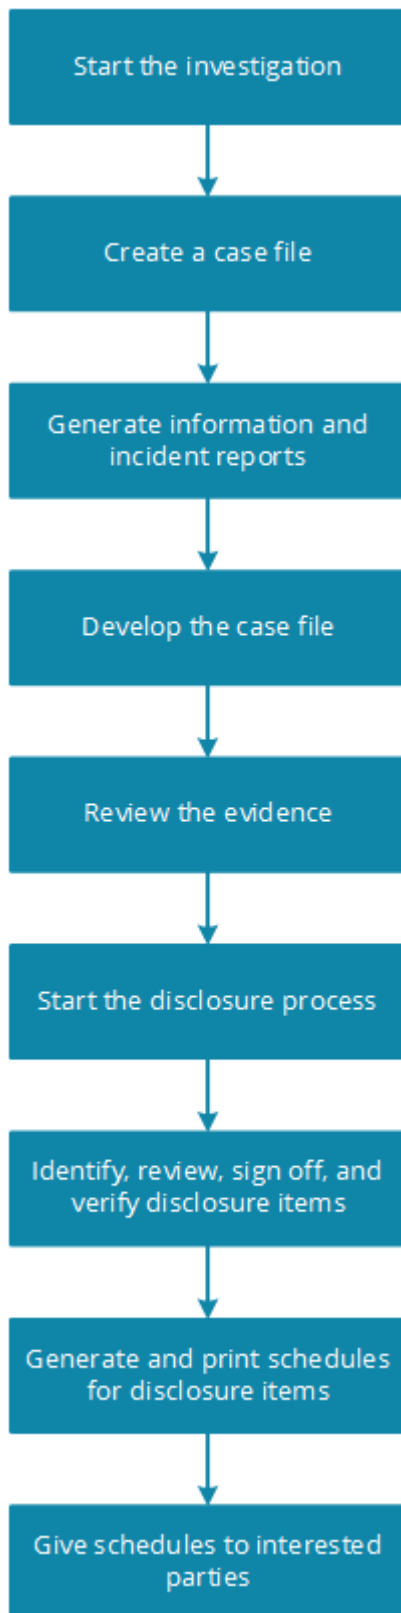 Start the investigation
Create a case file
Generate information and
incident reports
Develop the case file
Review the evidence
Start the disclosure process
Identify, review, sign off, and
verify disclosure items
Generate and print schedules
for disclosure items
Give schedules to interested
parties